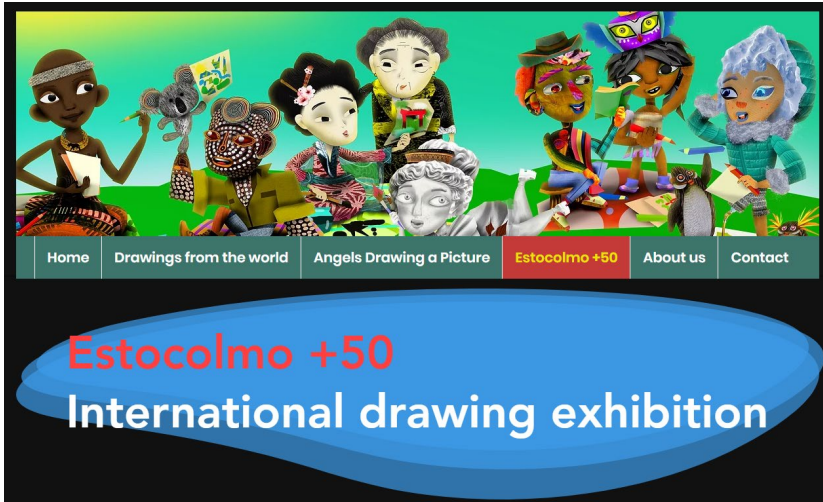 Home Drawings from the world Angels Drawing a Picture Estocolmo +50 About us Contact
Estocolmo +50
International drawing exhibition